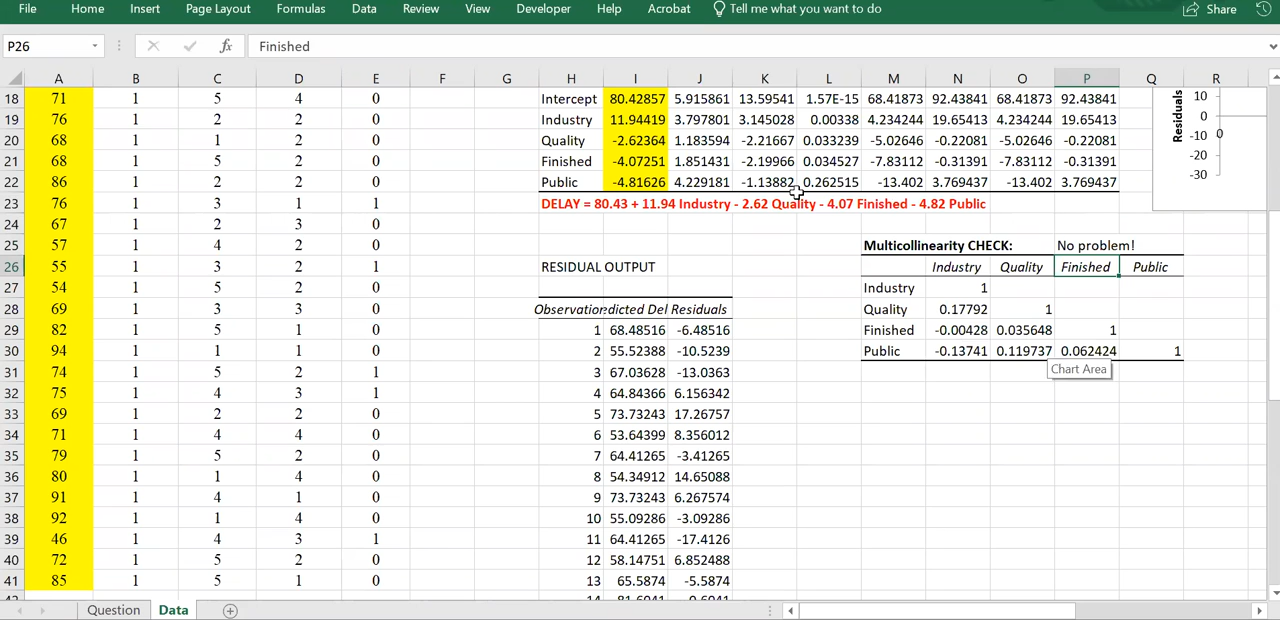 File Home Insert Page Layout Formulas Data Review View Developer Help Acrobat Tell me what you want to do Share
P26 fx Finished
A B C D E F G H I J K L M N O P Q R
18 71 1 5 4 0 Intercept 80.42857 5.915861 13.59541 1.57E-15 68.41873 92.43841 68.41873 92.43841
19 76 1 2 2 0 Industry 11.94419 3.797801 3.145028 0.00338 4.234244 19.65413 4.234244 19.65413
20 68 1 1 2 0 Quality -2.62364 1.183594 -2.21667 0.033239 -5.02646 -0.22081 -5.02646 -0.22081
21 68 1 5 2 0 Finished -4.07251 1.851431 -2.19966 0.034527 -7.83112 -0.31391 -7.83112 -0.31391
22 86 1 2 2 0 Public -4.81626 4.229181 -1.13882 0.262515 -13.402 3.769437 -13.402 3.769437
Residuals
10
0
-10 0
-20
-30
23 76 1 3 1 1 DELAY = 80.43 + 11.94 Industry - 2.62 Quality - 4.07 Finished - 4.82 Public
24 67 1 2 3 0
25 57 1 4 2 0 Multicollinearity CHECK: No problem!
26 55 1 3 2 1 RESIDUAL OUTPUT Industry Quality Finished Public
27 54 1 5 2 0 Industry 1
28 69 1 3 3 0 Observation dicted Del Residuals Quality 0.17792 1
29 82 1 5 1 0 1 68.48516 -6.48516 Finished -0.00428 0.035648 1
30 94 1 1 1 0 2 55.52388 -10.5239 Public -0.13741 0.119737 0.062424 1
31 74 1 5 2 1 3 67.03628 -13.0363 Chart Area
32 75 1 4 3 1 4 64.84366 6.156342
33 69 1 2 2 0 5 73.73243 17.26757
34 71 1 4 4 0 6 53.64399 8.356012
35 79 1 5 2 0 7 64.41265 -3.41265
36 80 1 1 4 0 8 54.34912 14.65088
37 91 1 4 1 0 9 73.73243 6.267574
38 92 1 1 4 0 10 55.09286 -3.09286
39 46 1 4 3 1 11 64.41265 -17.4126
40 72 1 5 2 0 12 58.14751 6.852488
41 85 1 5 1 0 13 65.5874 -5.5874
Question Data